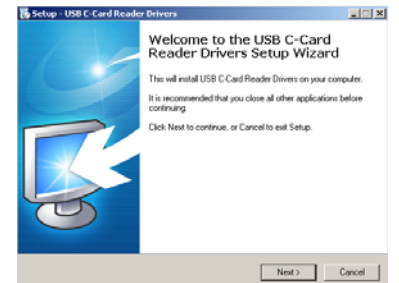 Setup - USB C-Card Reader Drivers
Welcome to the USB C-Card
Reader Drivers Setup Wizard
This will install USB C-Card Reader Drivers on your computer.
It is recommended that you close all other applications before
continuing.
Click Next to continue, or Cancel to exit Setup.
Next >
Cancel